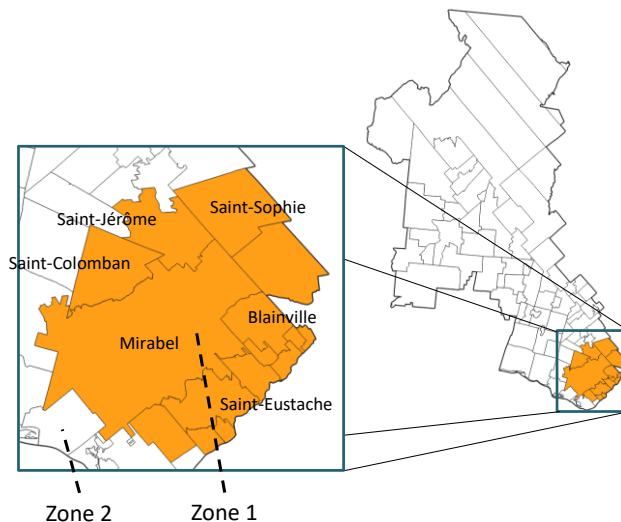 Saint-Jérôme
Saint-Sophie
Saint-Colomban
Blainville
Mirabel
Saint-Eustache
Zone 2
Zone 1